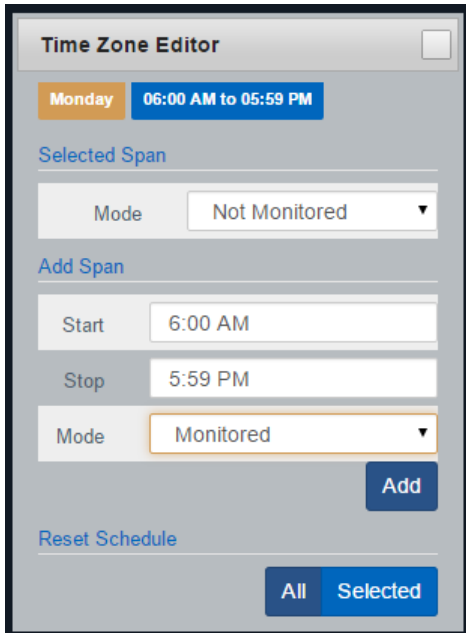 Time Zone Editor
Monday 06:00 AM to 05:59 PM
Selected Span
Mode Not Monitored
Add Span
Start 6:00 AM
Stop 5:59 PM
Mode Monitored
Add
Reset Schedule
All Selected